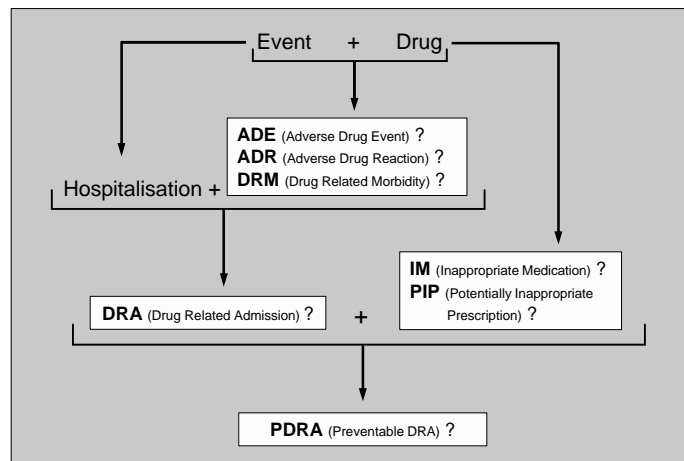 Event + Drug
ADE (Adverse Drug Event) ?
ADR (Adverse Drug Reaction) ?
DRM (Drug Related Morbidity) ?
Hospitalisation +
IM (Inappropriate Medication) ?
PIP (Potentially Inappropriate
Prescription) ?
DRA (Drug Related Admission) ?
+
PDRA (Preventable DRA) ?